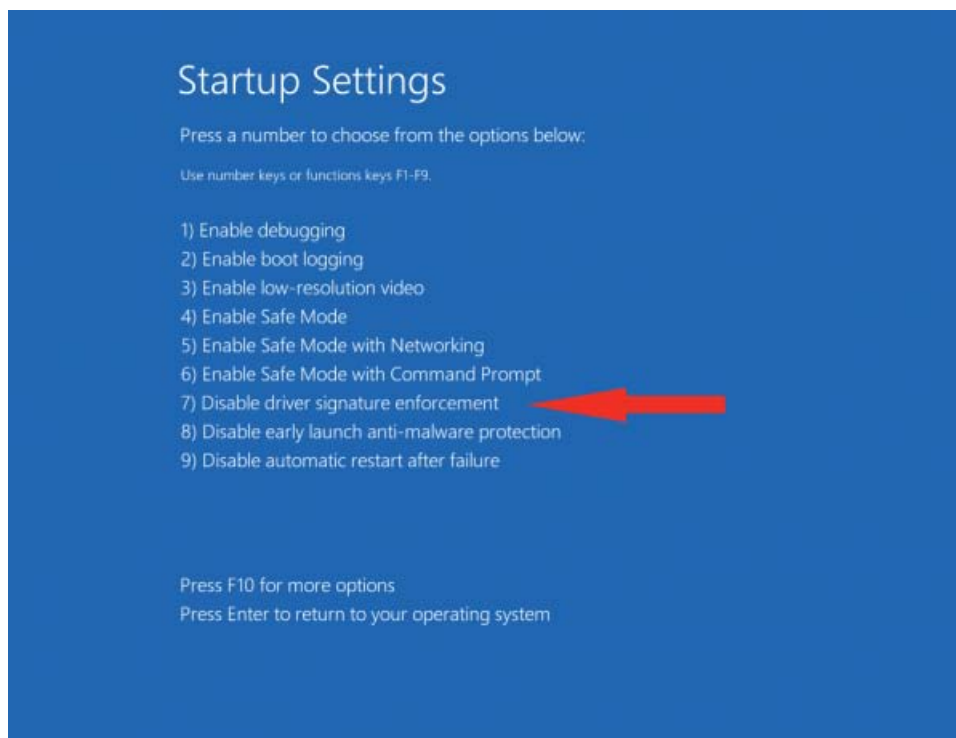 Startup Settings
Press a number to choose from the options below:
Use number keys or functions keys F1-F9.
1) Enable debugging
2) Enable boot logging
3) Enable low-resolution video
4) Enable Safe Mode
5) Enable Safe Mode with Networking
6) Enable Safe Mode with Command Prompt
7) Disable driver signature enforcement
8) Disable early launch anti-malware protection
9) Disable automatic restart after failure
Press F10 for more options
Press Enter to return to your operating system